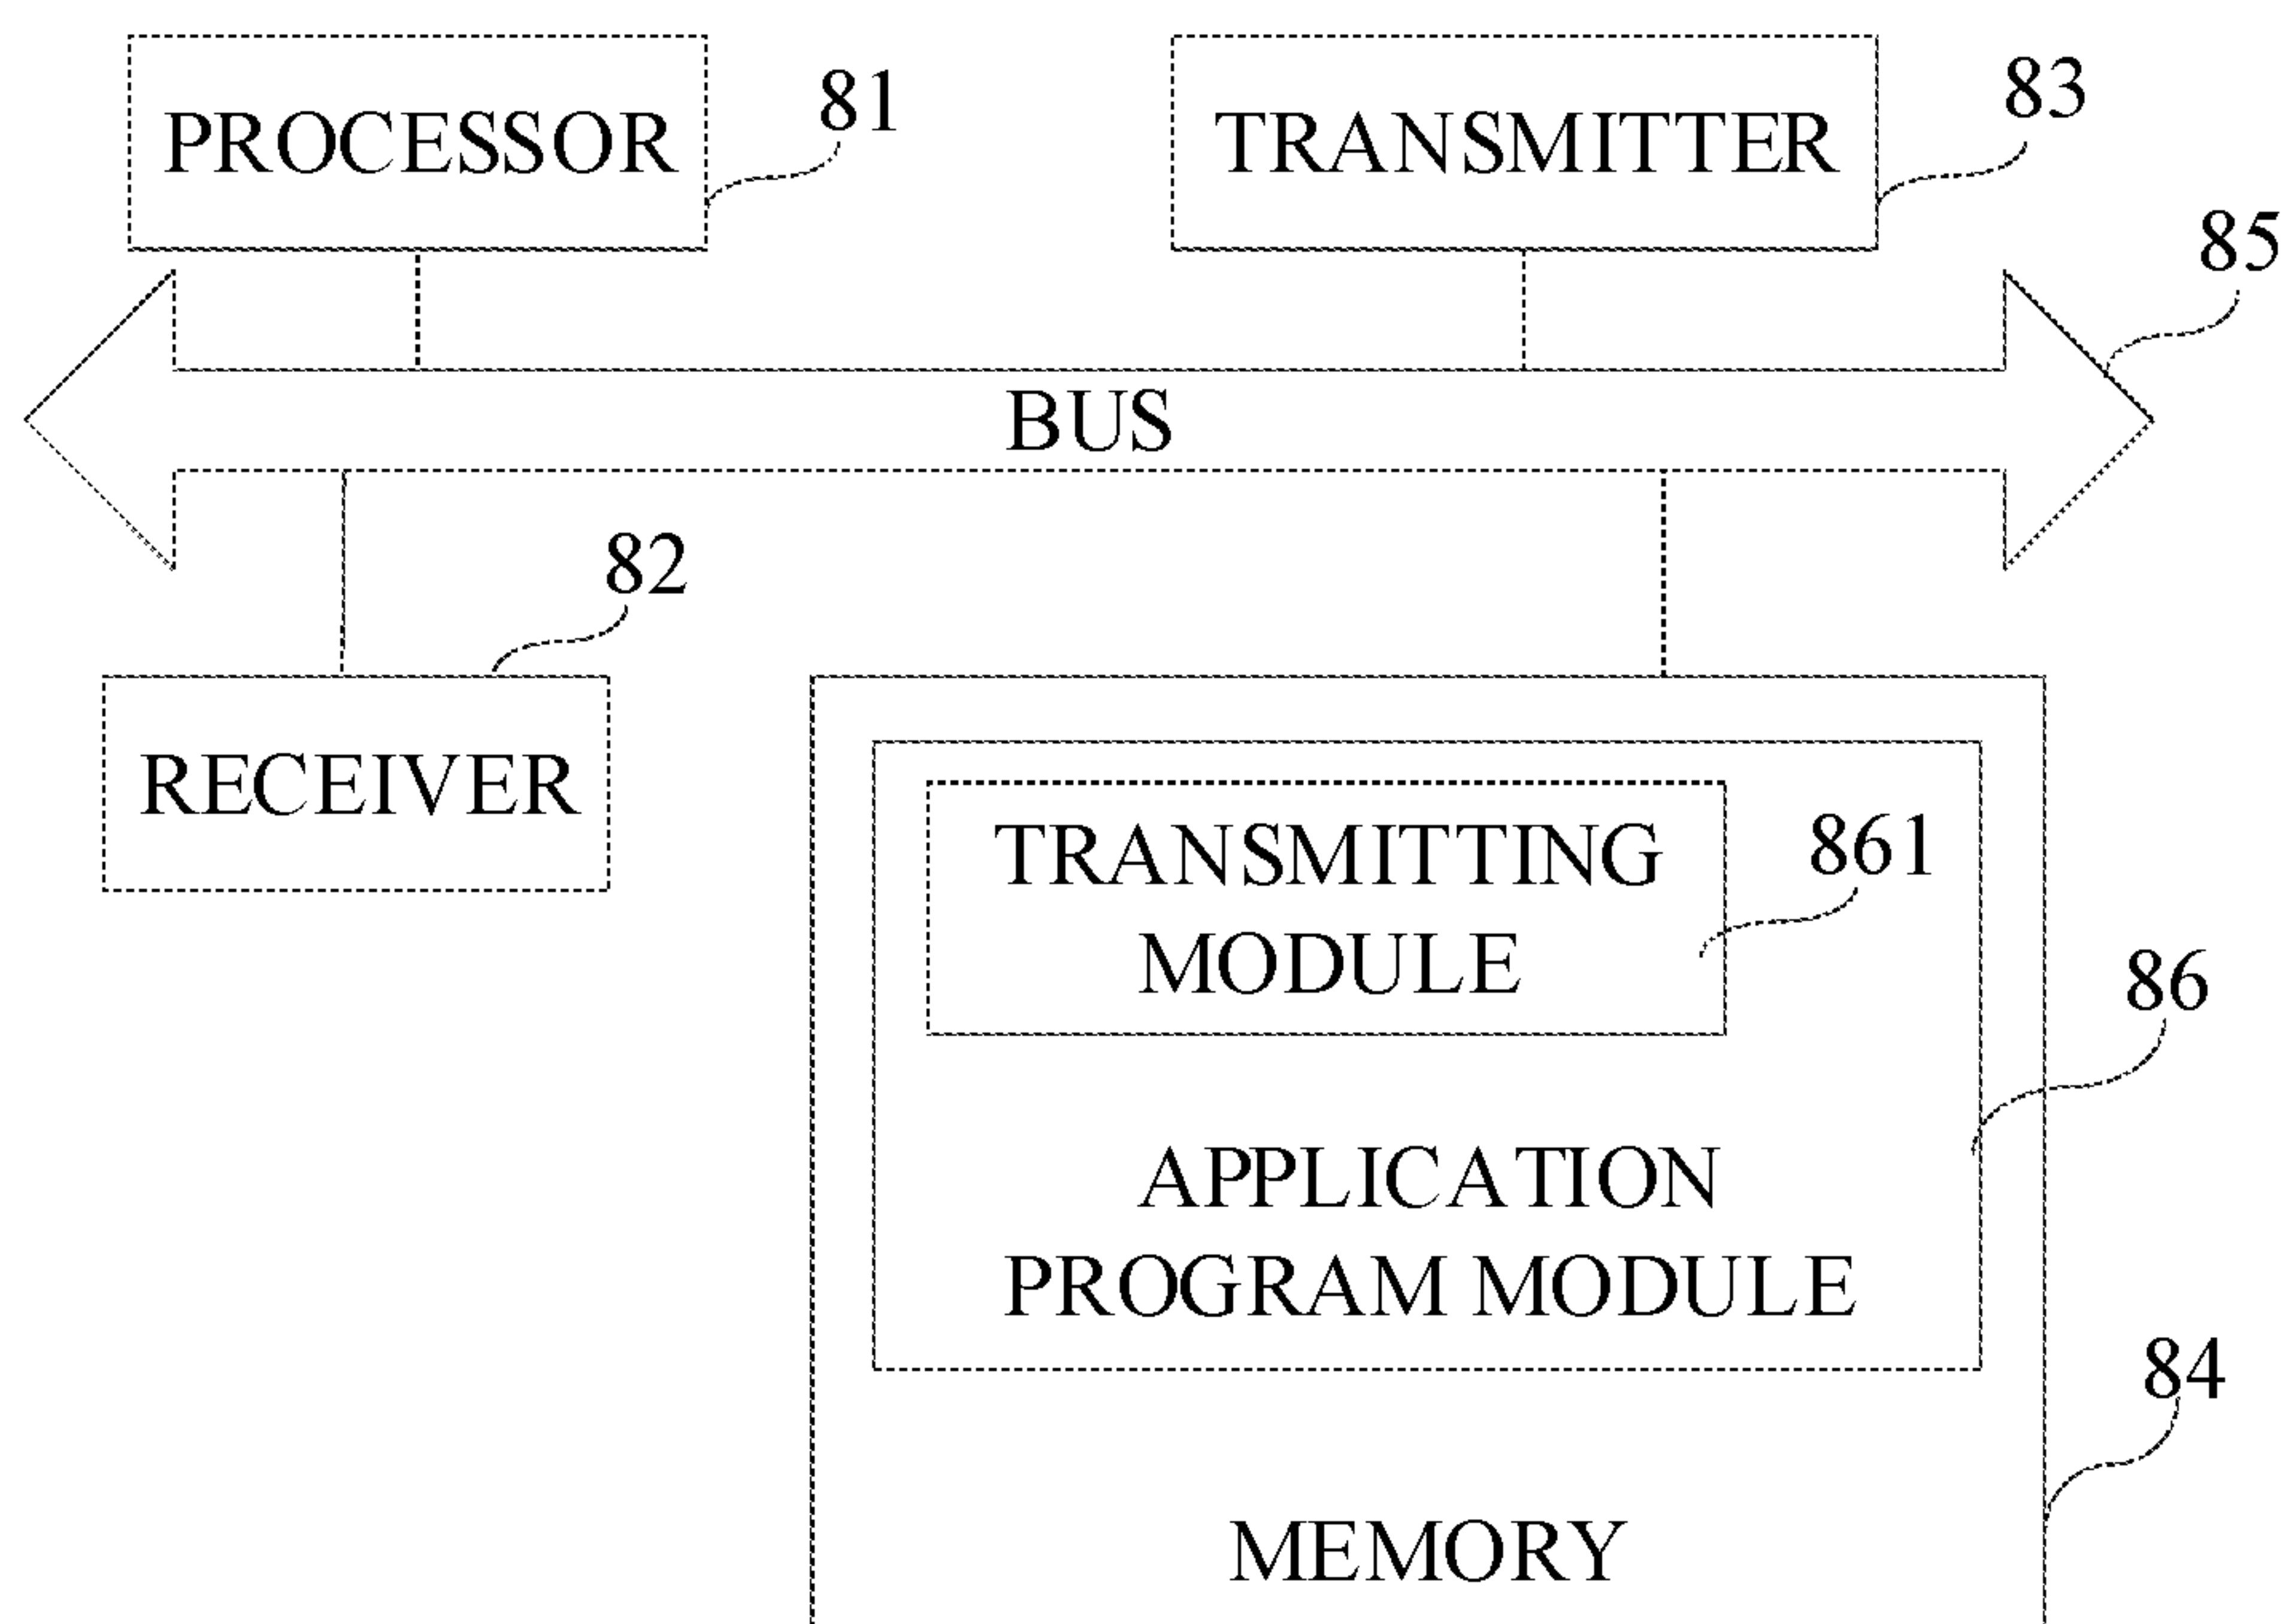 PROCESSOR
81
TRANSMITTER
83
85
BUS
82
RECEIVER
TRANSMITTING
MODULE
861
86
APPLICATION
PROGRAM MODULE
84
MEMORY